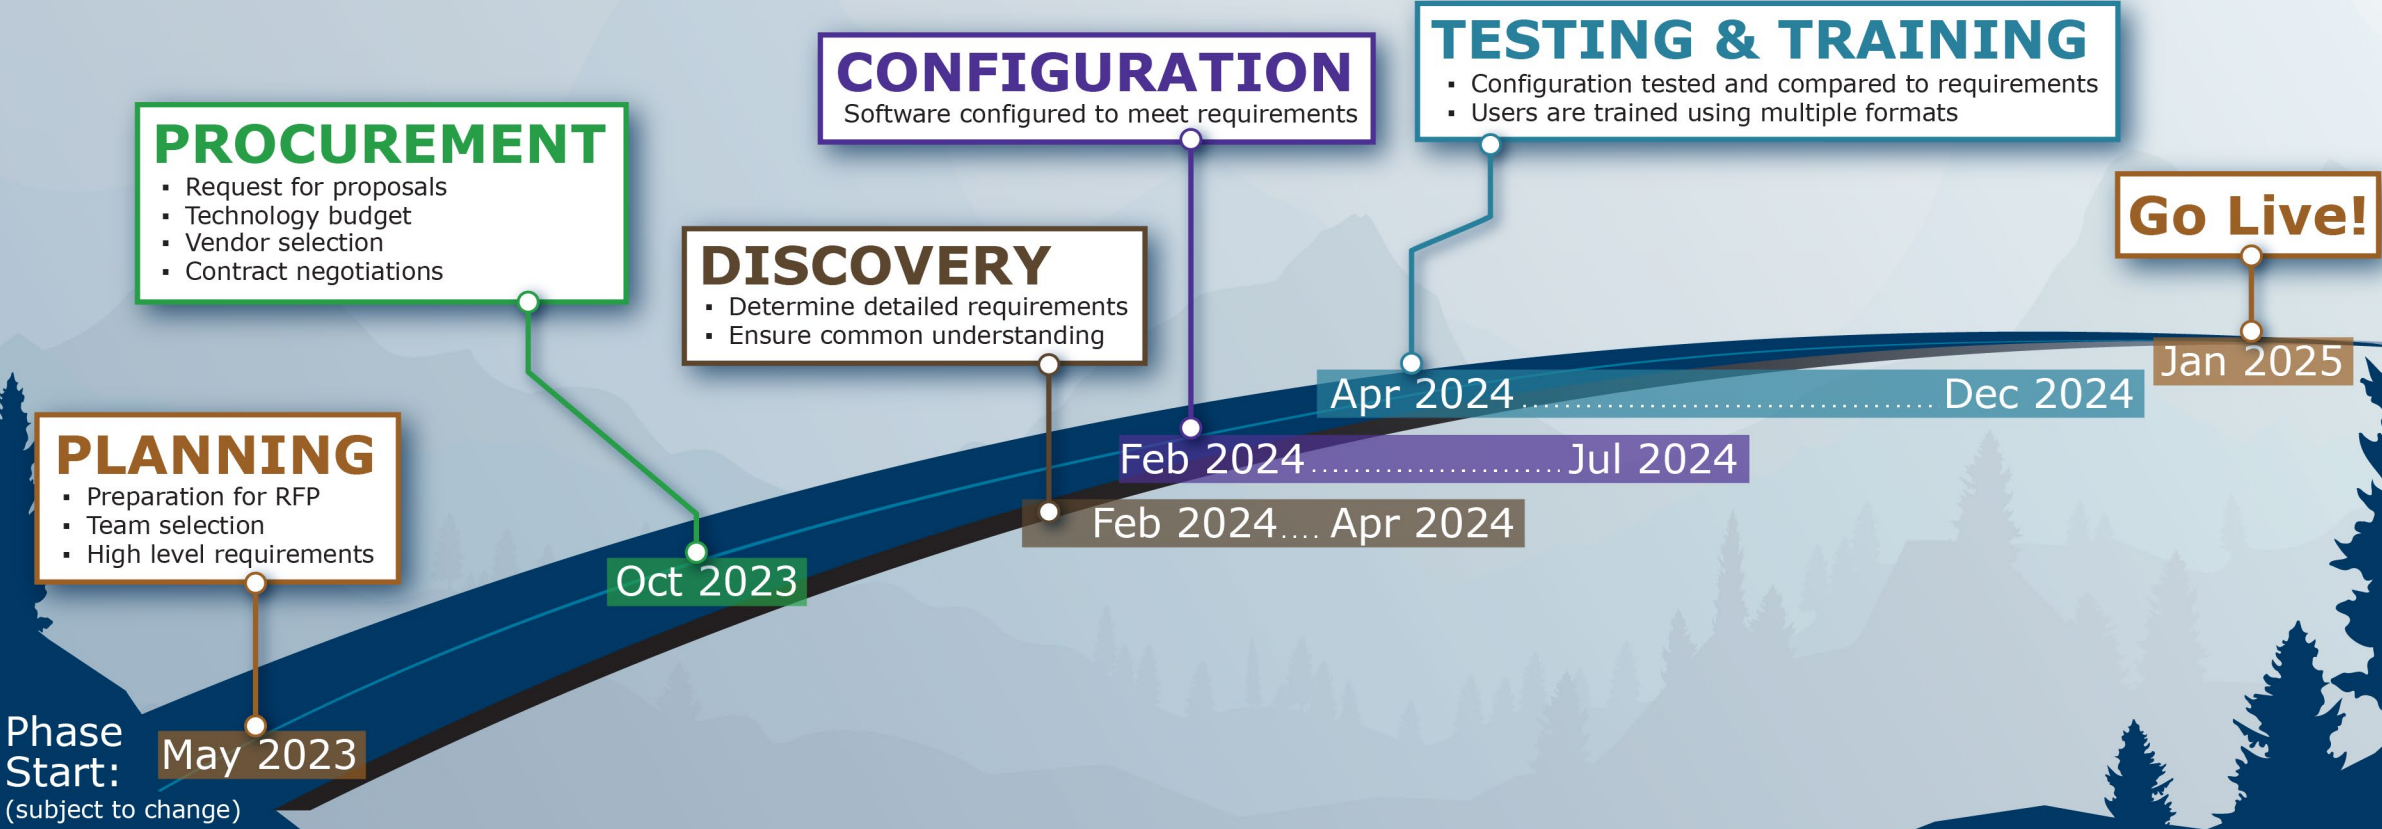 PLANNING
▪ Preparation for RFP
▪ Team selection
▪ High level requirements
Phase
Start:
(subject to change)
May 2023
PROCUREMENT
▪ Request for proposals
▪ Technology budget
▪ Vendor selection
▪ Contract negotiations
Oct 2023
DISCOVERY
▪ Determine detailed requirements
▪ Ensure common understanding
Feb 2024.... Apr 2024
CONFIGURATION
Software configured to meet requirements
Feb 2024........................Jul 2024
TESTING & TRAINING
▪ Configuration tested and compared to requirements
▪ Users are trained using multiple formats
Apr 2024.......................................Dec 2024
Go Live!
Jan 2025